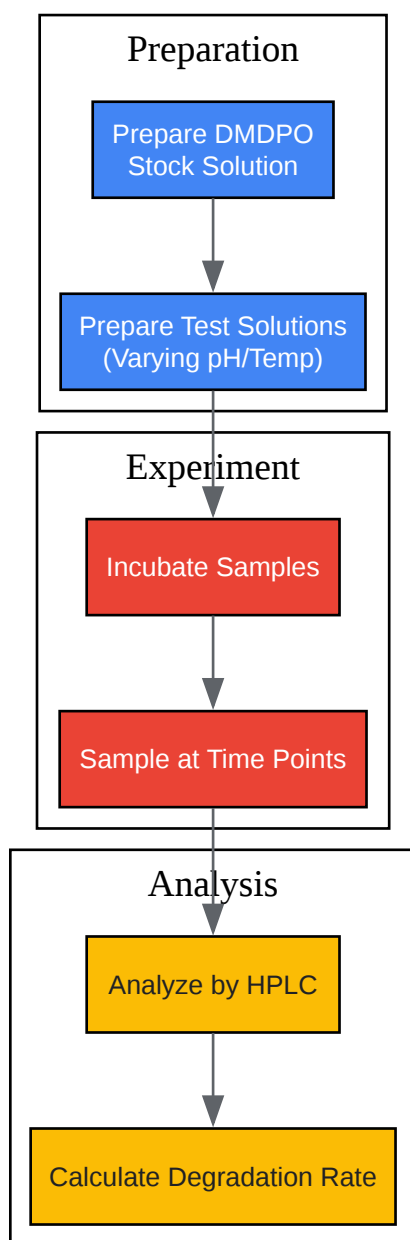 Preparation
Prepare DMDPO
Stock Solution
Prepare Test Solutions
(Varying pH/Temp)
Experiment
Incubate Samples
Sample at Time Points
Analysis
Analyze by HPLC
Calculate Degradation Rate